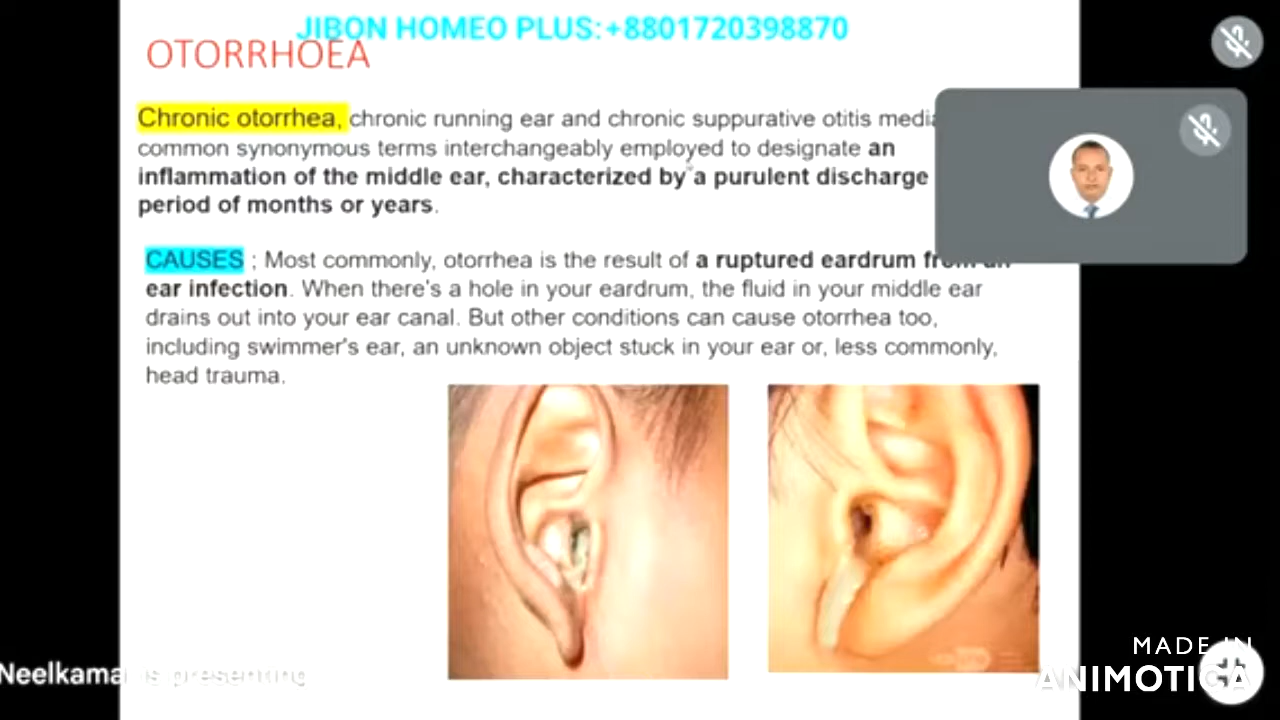 JIBON HOMEO PLUS:+8801720398870
OTORRHOEA
Chronic otorrhea, chronic running ear and chronic suppurative otitis media
common synonymous terms interchangeably employed to designate an
inflammation of the middle ear, characterized by a purulent discharge
period of months or years.
CAUSES ; Most commonly, otorrhea is the result of a ruptured eardrum from an
ear infection. When there's a hole in your eardrum, the fluid in your middle ear
drains out into your ear canal. But other conditions can cause otorrhea too,
including swimmer's ear, an unknown object stuck in your ear or, less commonly,
head trauma.
Neelkamal is presenting
MADE IN
ANIMOTICA